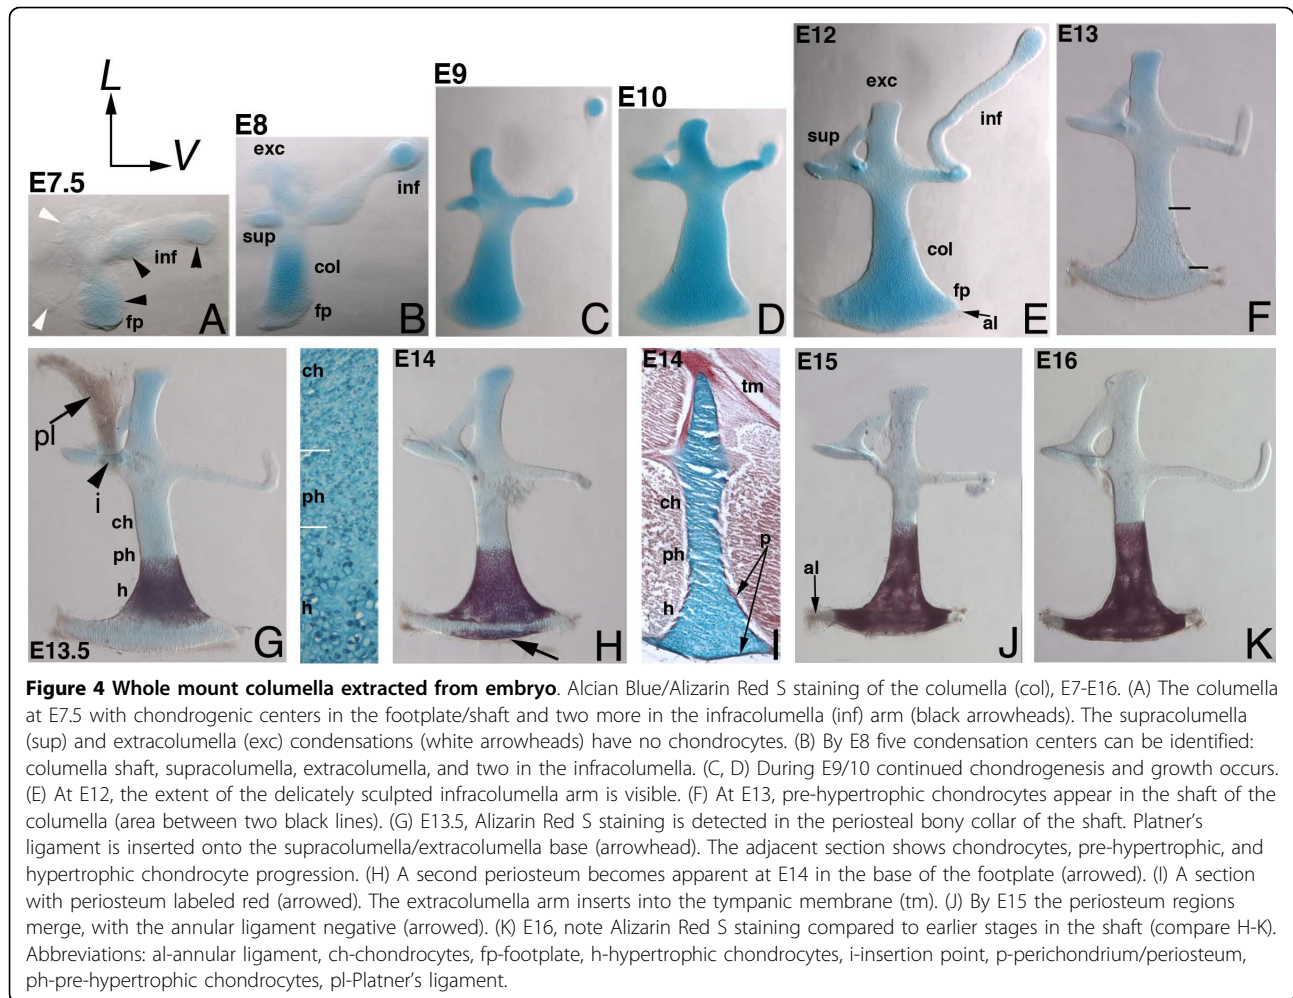 L
V
E7.5
inf
fp
A
E8
exc
inf
sup
col
fp
B
E9
C
E10
D
E12
exc
sup
inf
col
fp
al
E
E13
F
pl
i
ch
ph
h
E13.5
G
ch
ph
h
E14
H
E14
tm
ch
p
ph
h
I
E15
al
J
E16
K
Figure 4 Whole mount columella extracted from embryo. Alcian Blue/Alizarin Red S staining of the columella (col), E7-E16. (A) The columella
at E7.5 with chondrogenic centers in the footplate/shaft and two more in the infracolumella (inf) arm (black arrowheads). The supracolumella
(sup) and extracolumella (exc) condensations (white arrowheads) have no chondrocytes. (B) By E8 five condensation centers can be identified:
columella shaft, supracolumella, extracolumella, and two in the infracolumella. (C, D) During E9/10 continued chondrogenesis and growth occurs.
(E) At E12, the extent of the delicately sculpted infracolumella arm is visible. (F) At E13, pre-hypertrophic chondrocytes appear in the shaft of the
columella (area between two black lines). (G) E13.5, Alizarin Red S staining is detected in the periosteal bony collar of the shaft. Platner's
ligament is inserted onto the supracolumella/extracolumella base (arrowhead). The adjacent section shows chondrocytes, pre-hypertrophic, and
hypertrophic chondrocyte progression. (H) A second periosteum becomes apparent at E14 in the base of the footplate (arrowed). (I) A section
with periosteum labeled red (arrowed). The extracolumella arm inserts into the tympanic membrane (tm). (J) By E15 the periosteum regions
merge, with the annular ligament negative (arrowed). (K) E16, note Alizarin Red S staining compared to earlier stages in the shaft (compare H-K).
Abbreviations: al-annular ligament, ch-chondrocytes, fp-footplate, h-hypertrophic chondrocytes, i-insertion point, p-perichondrium/periosteum,
ph-pre-hypertrophic chondrocytes, pl-Platner's ligament.